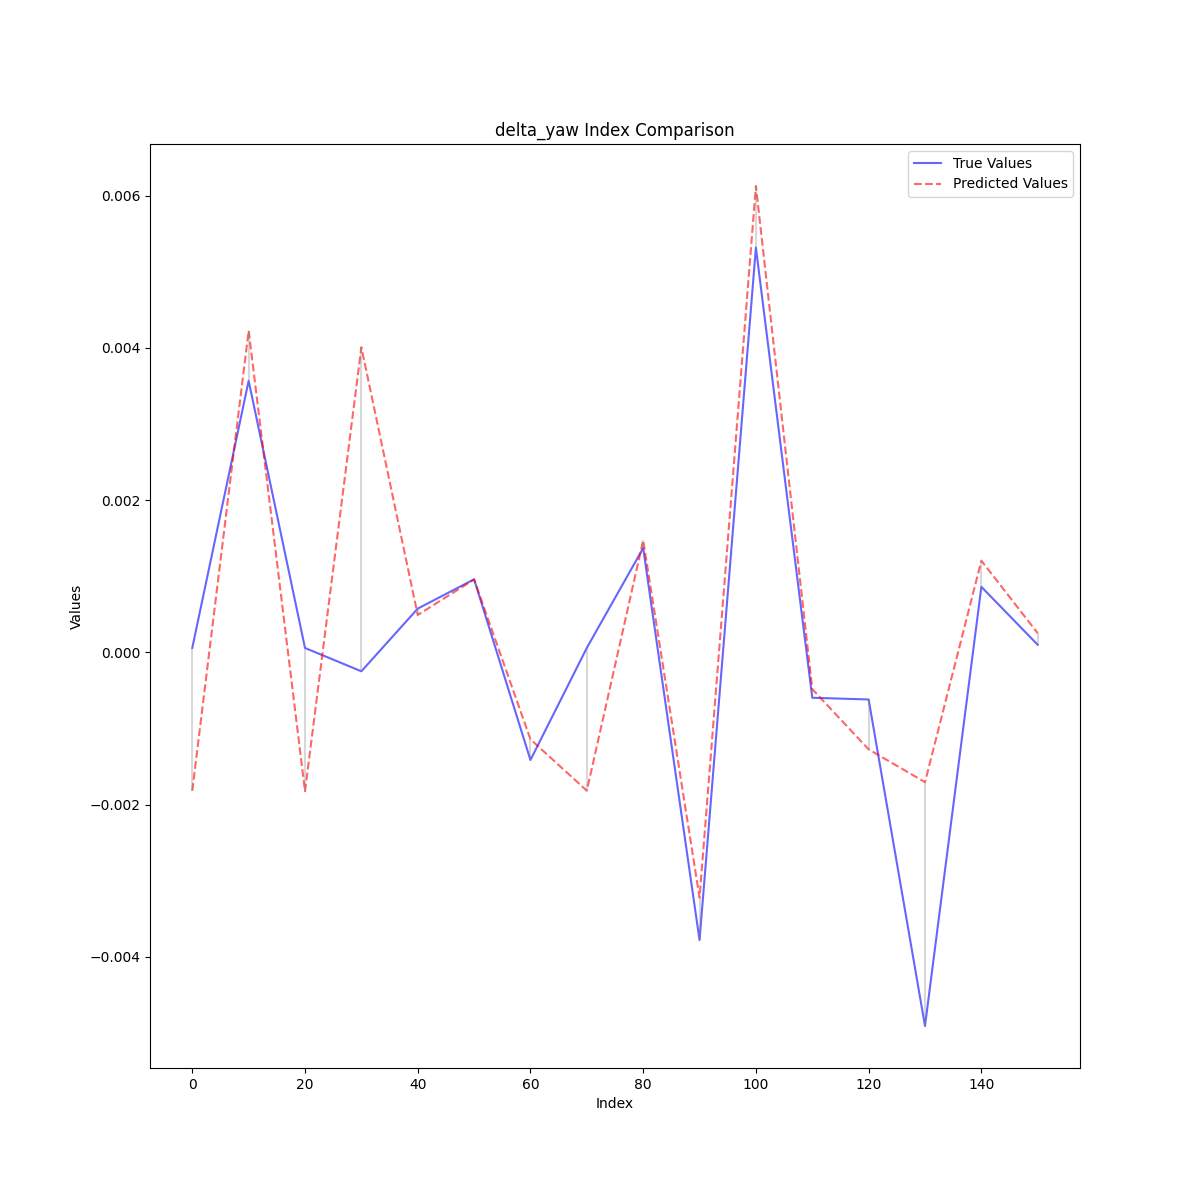 delta_yaw Index Comparison
True Values
Predicted Values
0.006
0.004
0.002
0.000
−0.002
−0.004
Values
0 20 40 60 80 100 120 140
Index